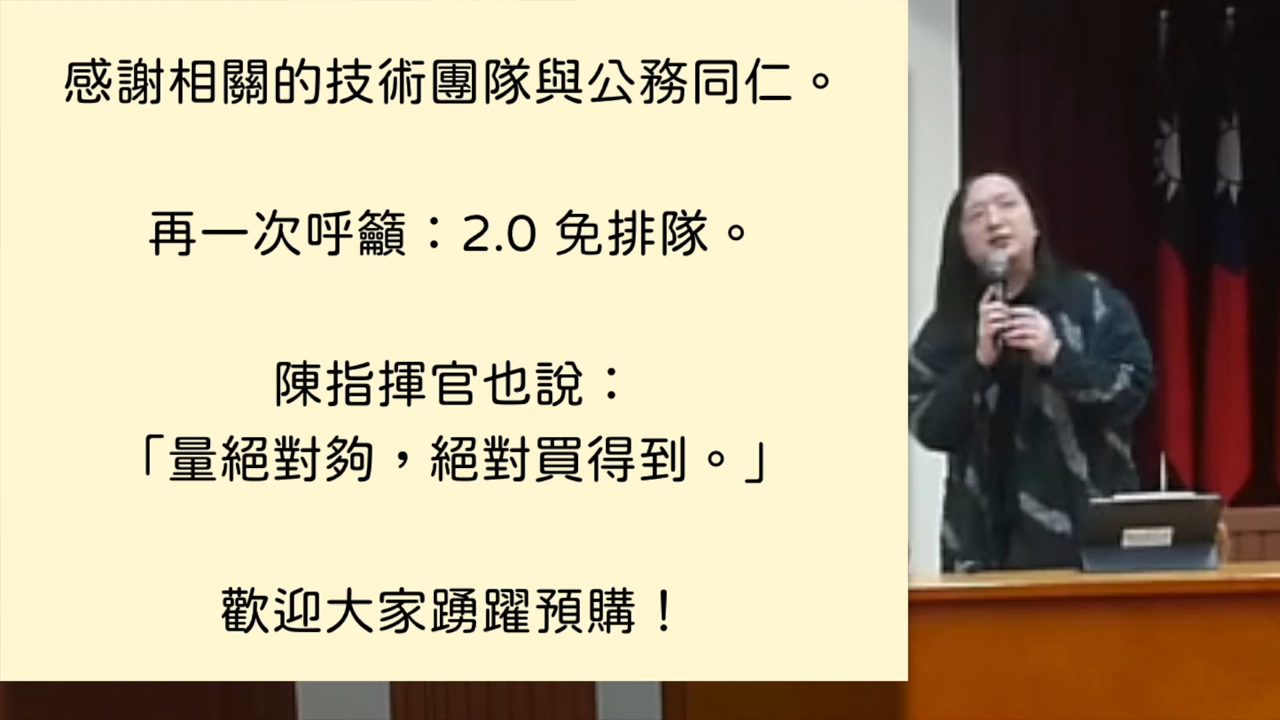 感謝相關的技術團隊與公務同仁。
再一次呼籲：2.0 免排隊。
陳指揮官也說：
「量絕對夠，絕對買得到。」
歡迎大家踴躍預購！